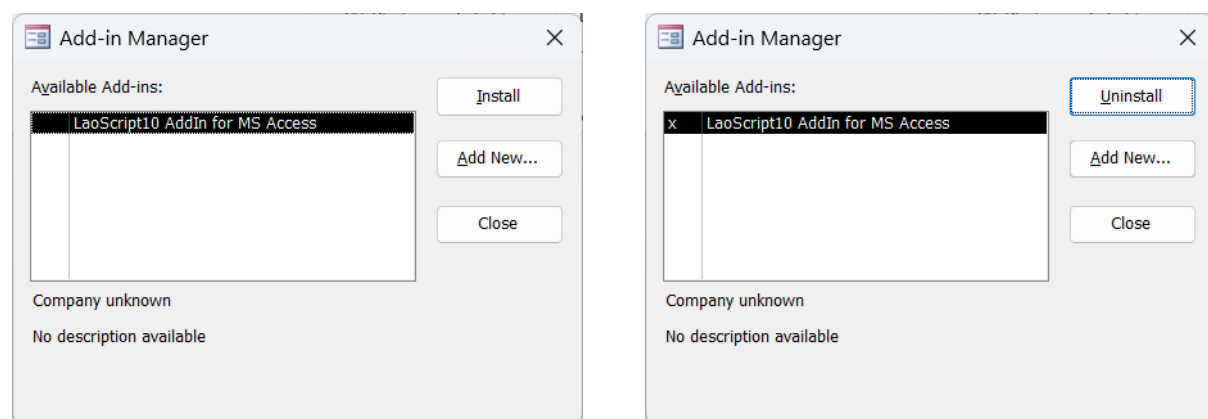 Add-in Manager
Available Add-ins:
Install
LaoScript10 AddIn for MS Access
Add New...
Close
Company unknown
No description available
Add-in Manager
Available Add-ins:
Uninstall
x LaoScript10 AddIn for MS Access
Add New...
Close
Company unknown
No description available